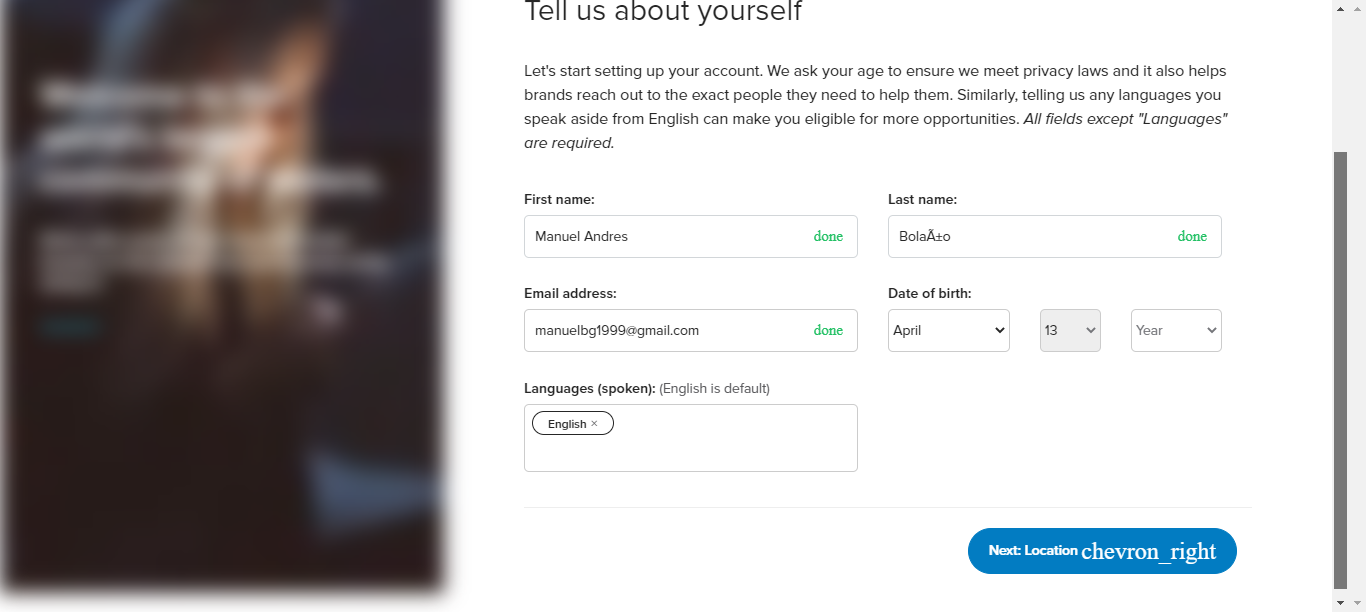 Tell us about yourself
Let's start setting up your account. We ask your age to ensure we meet privacy laws and it also helps
brands reach out to the exact people they need to help them. Similarly, telling us any languages you
speak aside from English can make you eligible for more opportunities. All fields except "Languages"
are required.
First name:
Last name:
Manuel Andres done
BolaÃ±o done
Email address:
Date of birth:
manuelbg1999@gmail.com done
April 13 Year
Languages (spoken): (English is default)
English ×
Next: Location chevron_right